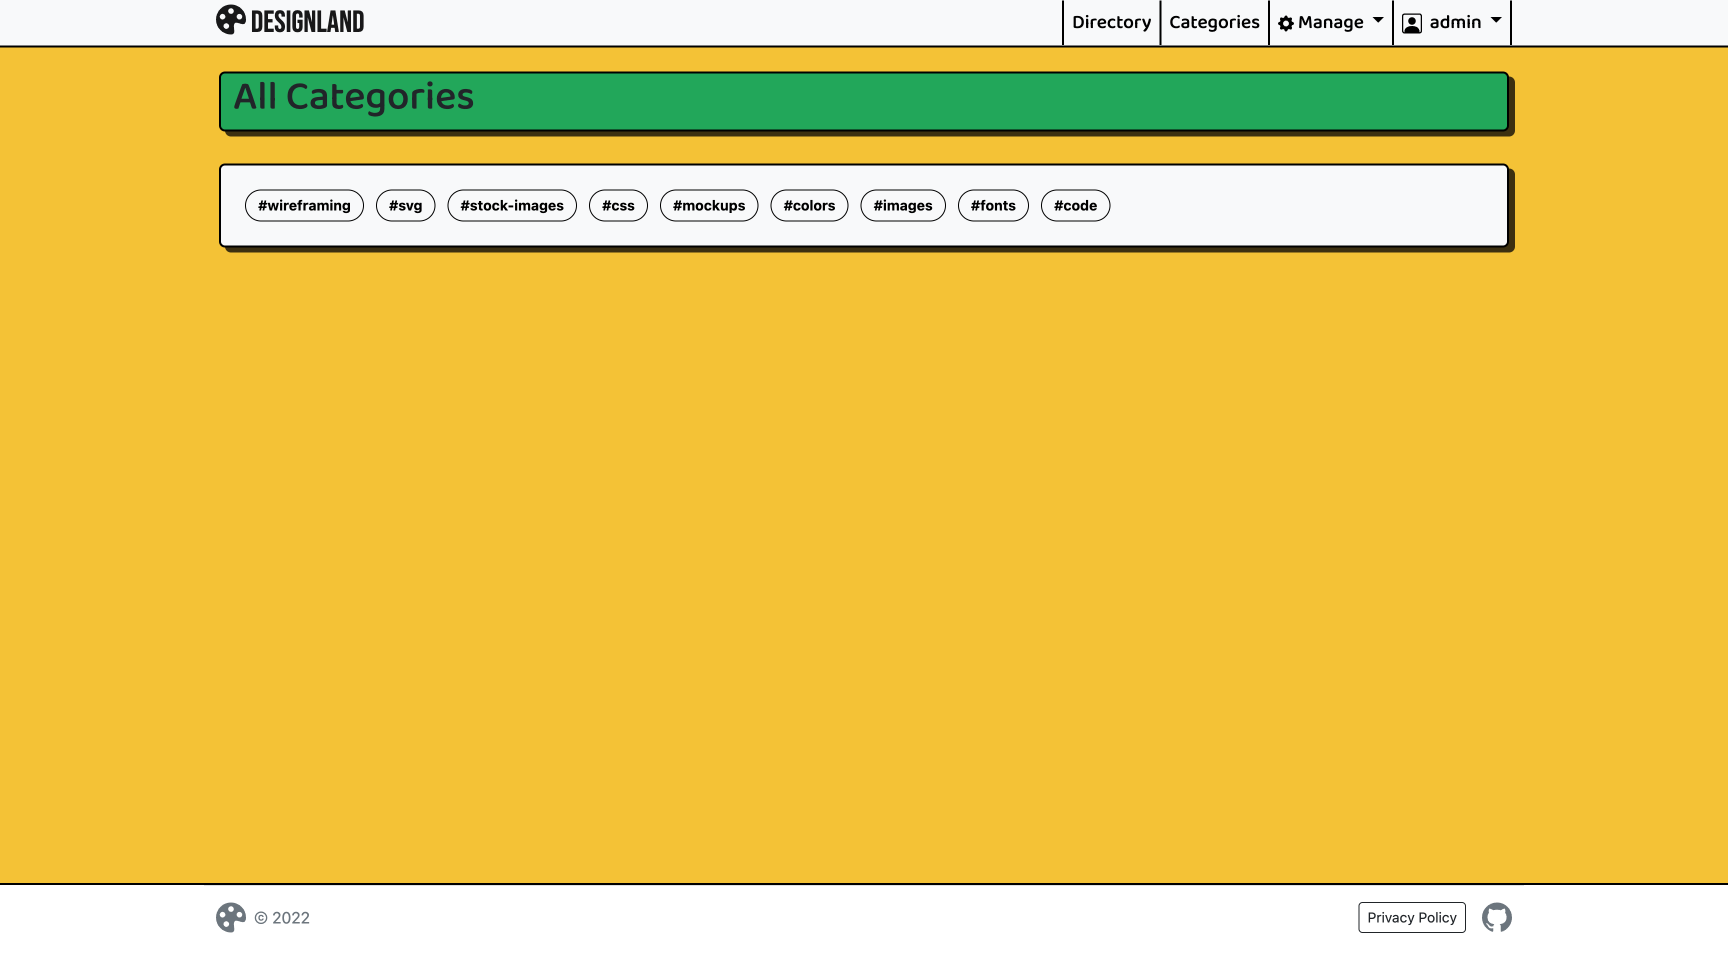 DESIGNLAND Directory Categories Manage admin
All Categories
#wireframing #svg #stock-images #css #mockups #colors #images #fonts #code
© 2022 Privacy Policy